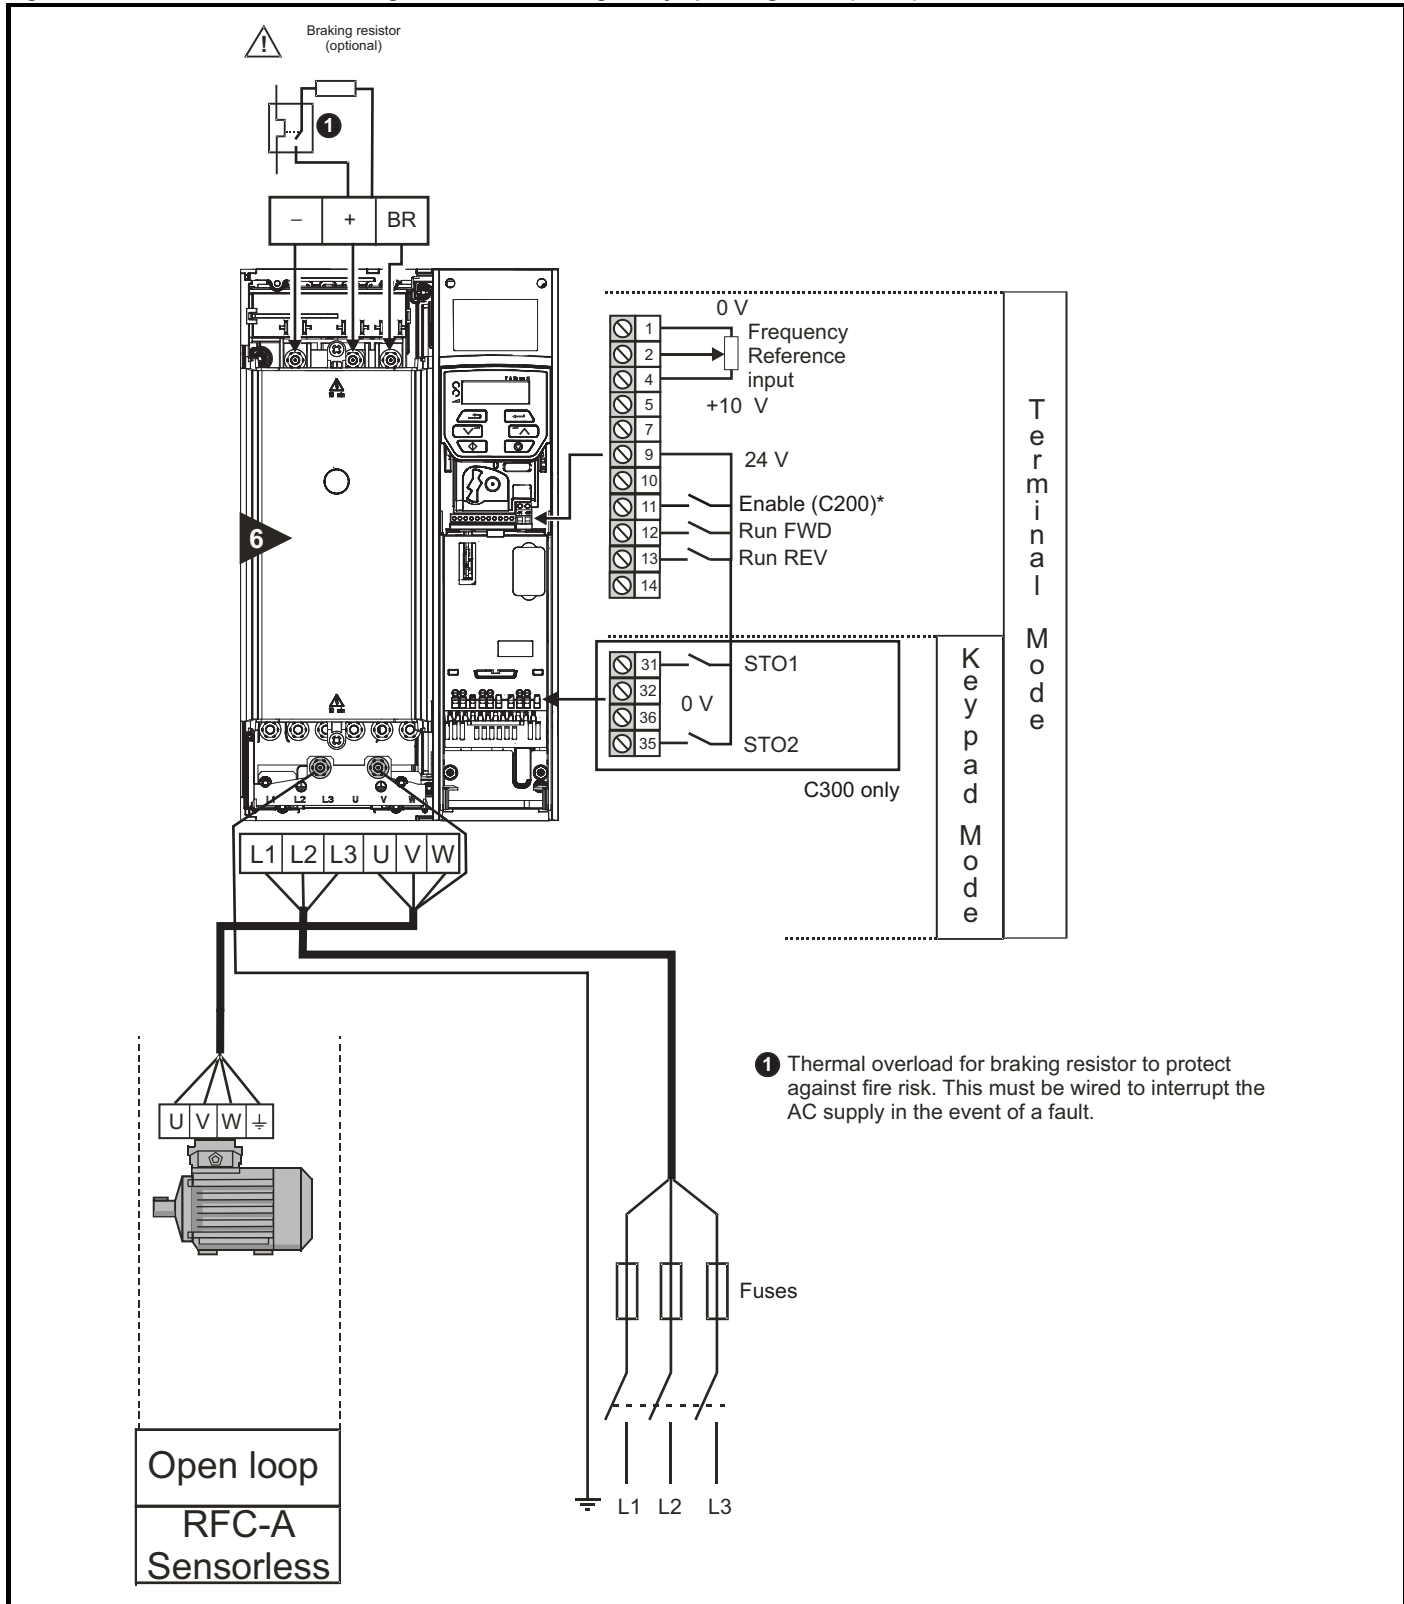 Braking resistor
(optional)
1
− + BR
0 V
1
Frequency
2
Reference
4
input
5
+10 V
7
9
24 V
10
11
Enable (C200)*
12
Run FWD
13
Run REV
14
Terminal Mode
Keypad Mode
31
STO1
32
0 V
36
35
STO2
C300 only
6
L1 L2 L3 U V W
L1 L2 L3 U V W
1 Thermal overload for braking resistor to protect
against fire risk. This must be wired to interrupt the
AC supply in the event of a fault.
U V W
Fuses
Open loop
RFC-A
Sensorless
L1 L2 L3